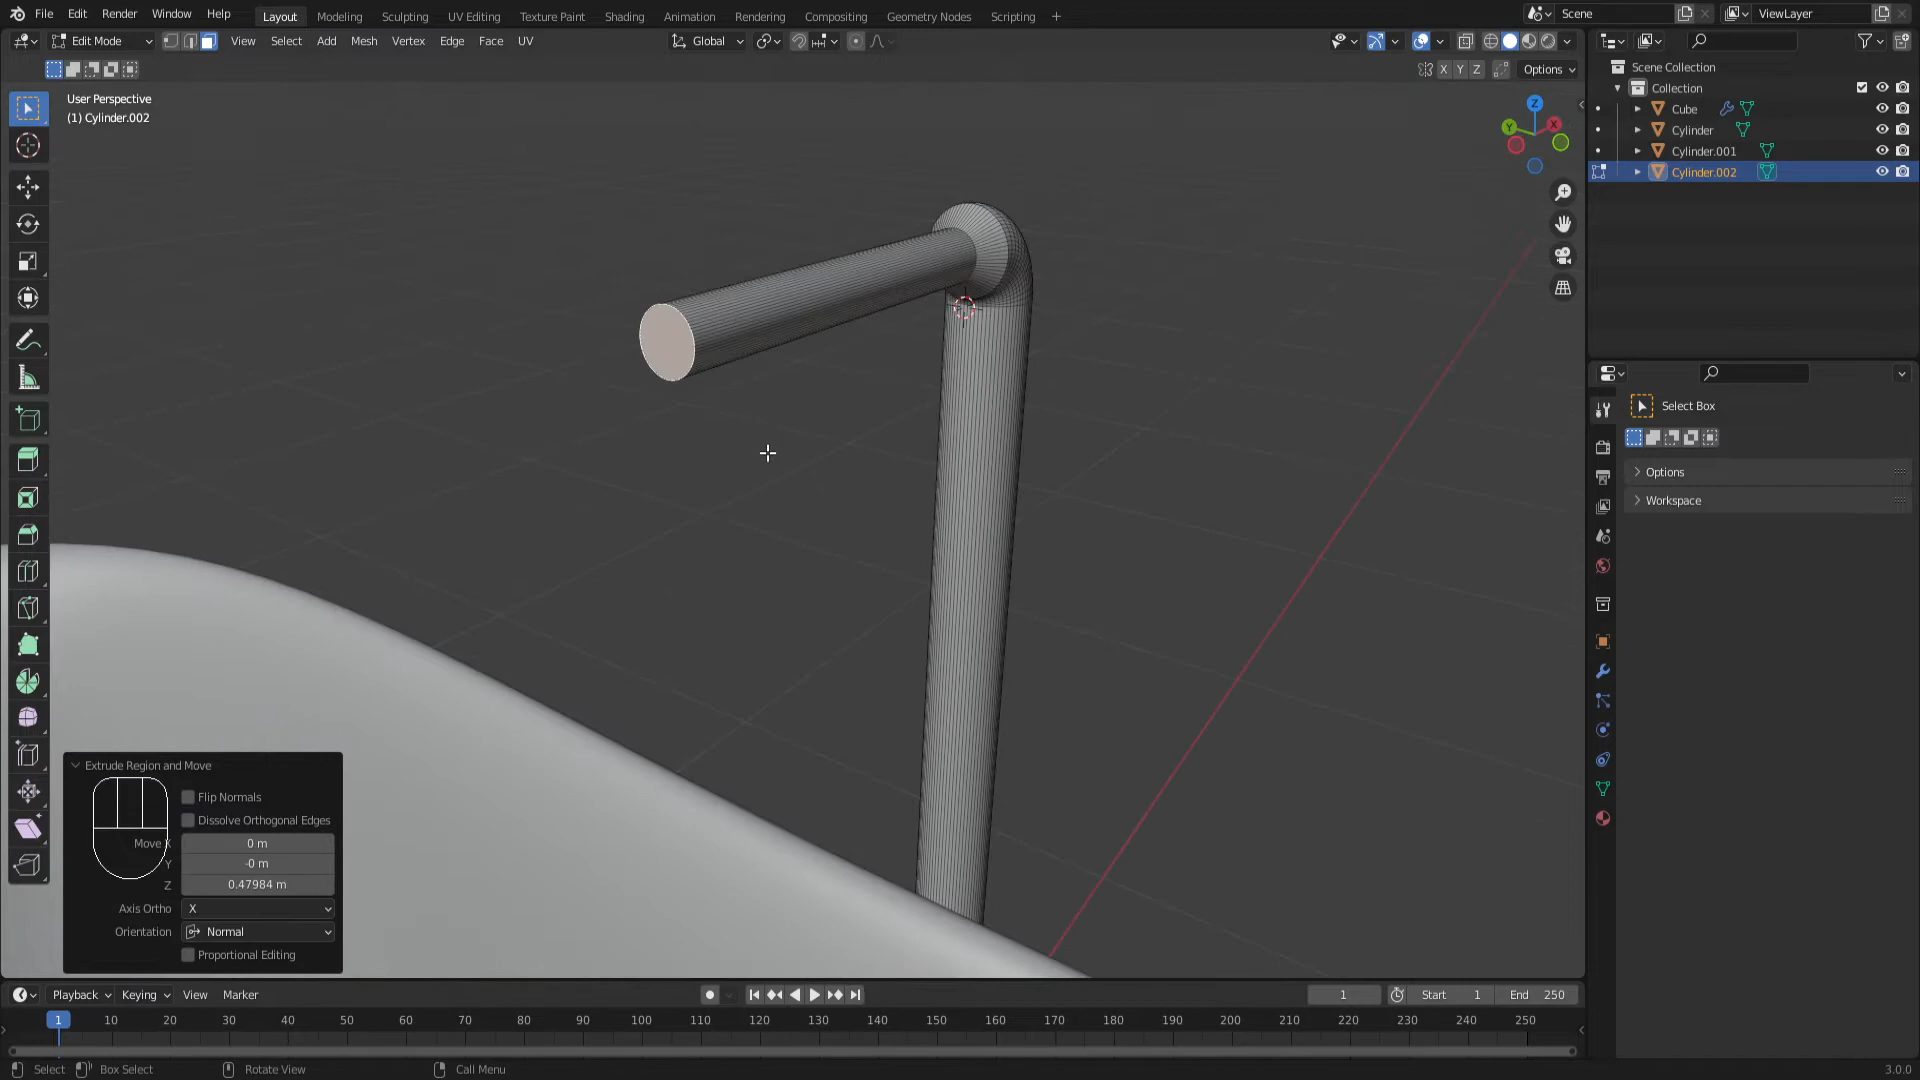 File Edit Render Window Help
Layout Modeling Sculpting UV Editing Texture Paint Shading Animation Rendering Compositing Geometry Nodes Scripting +
Scene
ViewLayer
Edit Mode
View Select Add Mesh Vertex Edge Face UV
Global
X Y Z
Options
User Perspective
(1) Cylinder.002
Z
Y
X
Scene Collection
Collection
Cube
Cylinder
Cylinder.001
Cylinder.002
Select Box
Options
Workspace
Extrude Region and Move
Flip Normals
Dissolve Orthogonal Edges
Move X 0 m
Y -0 m
Z 0.47984 m
Axis Ortho X
Orientation Normal
Proportional Editing
Playback Keying View Marker
1
Start 1
End 250
1 10 20 30 40 50 60 70 80 90 100 110 120 130 140 150 160 170 180 190 200 210 220 230 240 250
Select Box Select Rotate View Call Menu
3.0.0